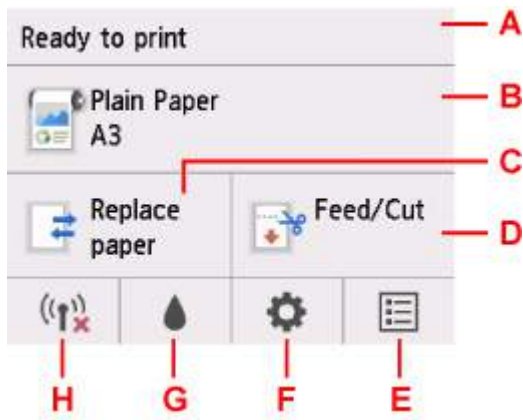 Ready to print
A
Plain Paper
A3
B
C
Replace
paper
Feed/Cut
D
H
G
F
E